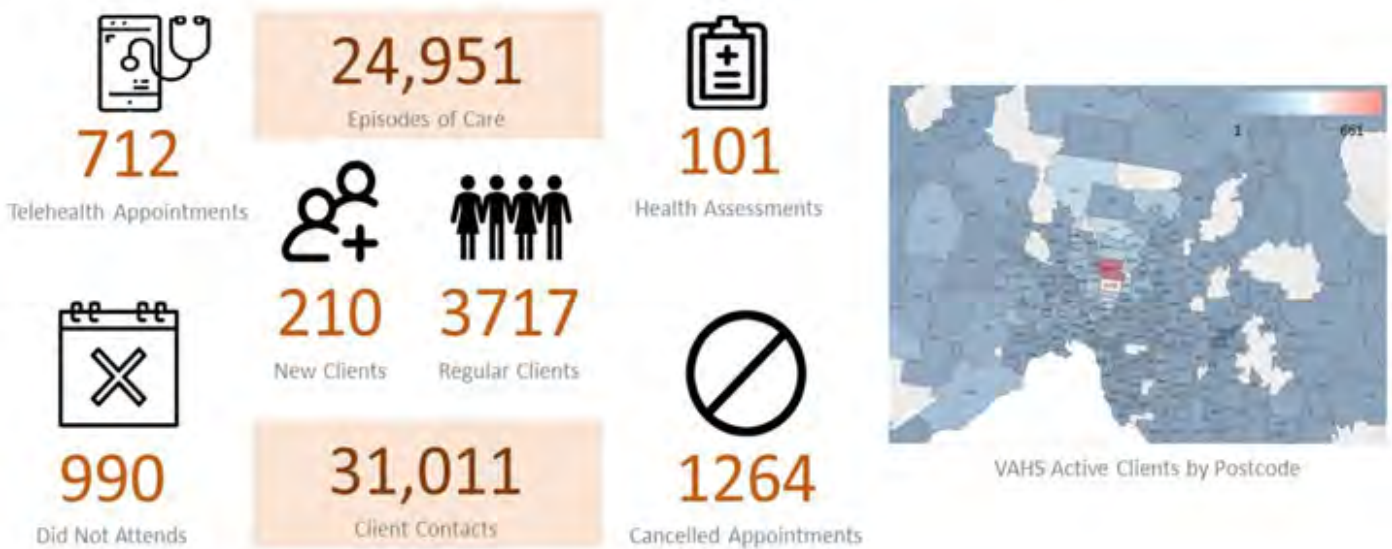 24,951
Episodes of Care
712
Telehealth Appointments
101
Health Assessments
210
New Clients
3717
Regular Clients
990
Did Not Attends
31,011
Client Contacts
1264
Cancelled Appointments
1
661
VAHS Active Clients by Postcode